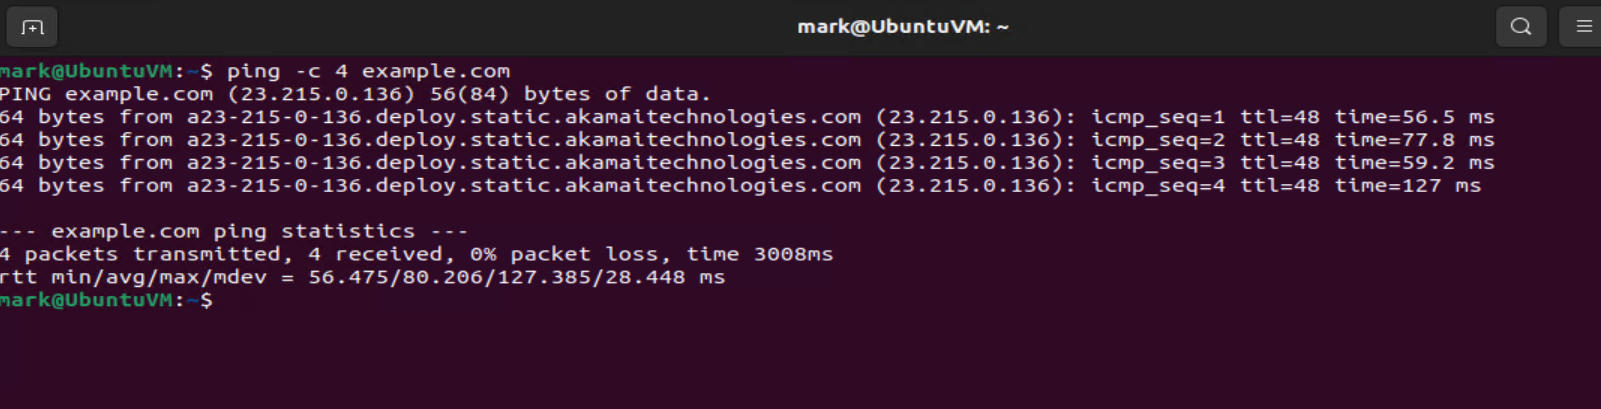 mark@UbuntuVM: ~
mark@UbuntuVM:~$ ping -c 4 example.com
PING example.com (23.215.0.136) 56(84) bytes of data.
64 bytes from a23-215-0-136.deploy.static.akamaitechnologies.com (23.215.0.136): icmp_seq=1 ttl=48 time=56.5 ms
64 bytes from a23-215-0-136.deploy.static.akamaitechnologies.com (23.215.0.136): icmp_seq=2 ttl=48 time=77.8 ms
64 bytes from a23-215-0-136.deploy.static.akamaitechnologies.com (23.215.0.136): icmp_seq=3 ttl=48 time=59.2 ms
64 bytes from a23-215-0-136.deploy.static.akamaitechnologies.com (23.215.0.136): icmp_seq=4 ttl=48 time=127 ms
--- example.com ping statistics ---
4 packets transmitted, 4 received, 0% packet loss, time 3008ms
rtt min/avg/max/mdev = 56.475/80.206/127.385/28.448 ms
mark@UbuntuVM:~$